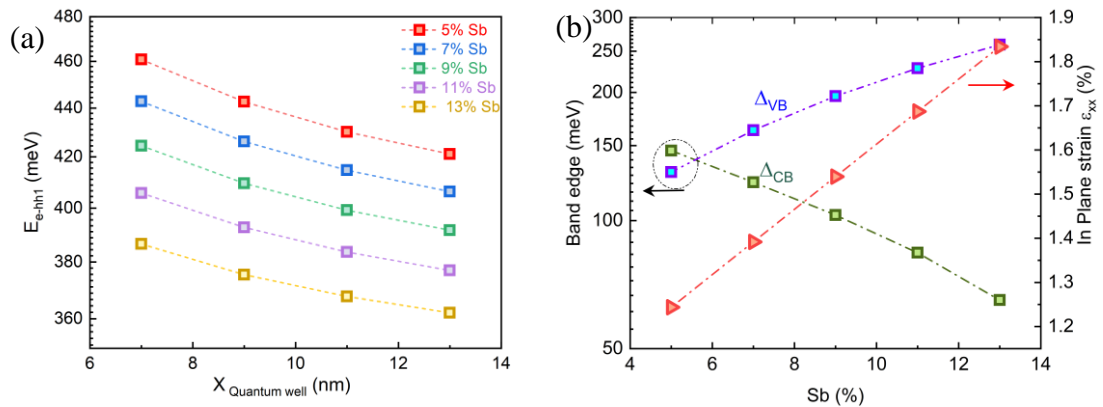 (a)
480
460
440
420
400
380
360
6
8
10
12
14
E e-hh1 (meV)
X Quantum well (nm)
5% Sb
7% Sb
9% Sb
11% Sb
13% Sb
(b)
300
250
200
150
100
50
Band edge (meV)
4
6
8
10
12
14
Sb (%)
1.9
1.8
1.7
1.6
1.5
1.4
1.3
1.2
In Plane strain ε xx (%)
Δ VB
Δ CB